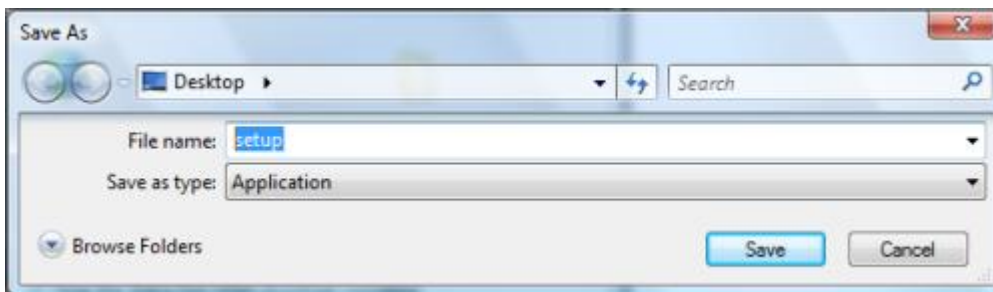 Save As
Desktop
Search
File name: setup
Save as type: Application
Browse Folders
Save Cancel